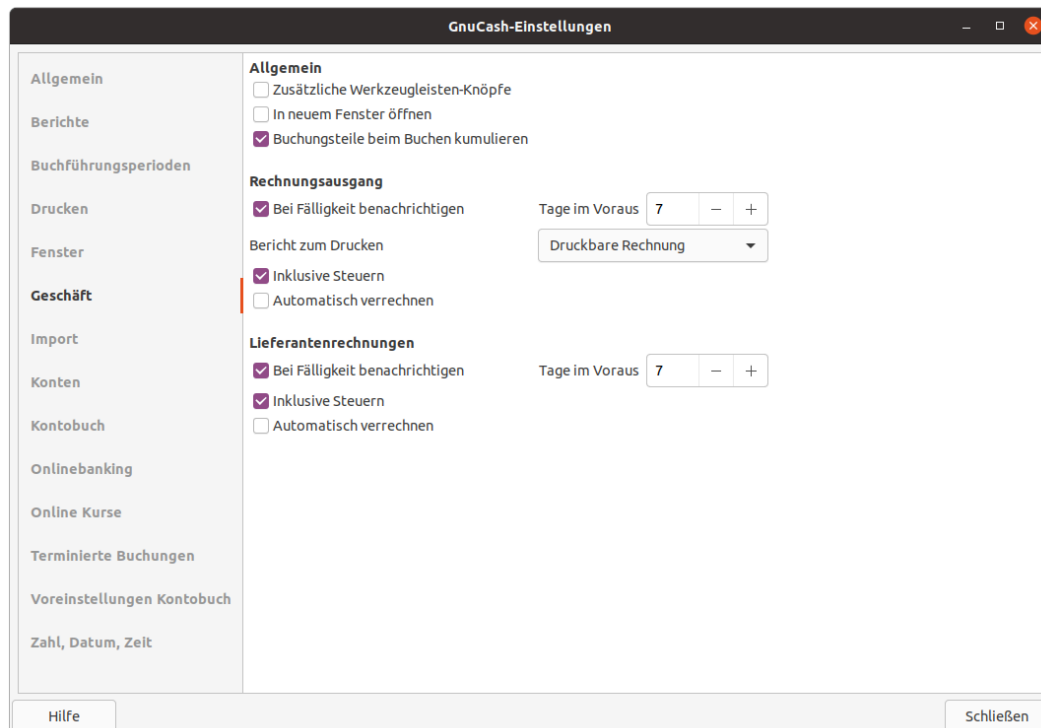 GnuCash-Einstellungen
Allgemein
Berichte
Buchführungsperioden
Drucken
Fenster
Geschäft
Import
Konten
Kontobuch
Onlinebanking
Online Kurse
Terminierte Buchungen
Voreinstellungen Kontobuch
Zahl, Datum, Zeit
Allgemein
Zusätzliche Werkzeugleisten-Knöpfe
In neuem Fenster öffnen
Buchungsteile beim Buchen kumulieren
Rechnungsausgang
Bei Fälligkeit benachrichtigen Tage im Voraus 7
Bericht zum Drucken Druckbare Rechnung
Inklusive Steuern
Automatisch verrechnen
Lieferantenrechnungen
Bei Fälligkeit benachrichtigen Tage im Voraus 7
Inklusive Steuern
Automatisch verrechnen
Hilfe Schließen